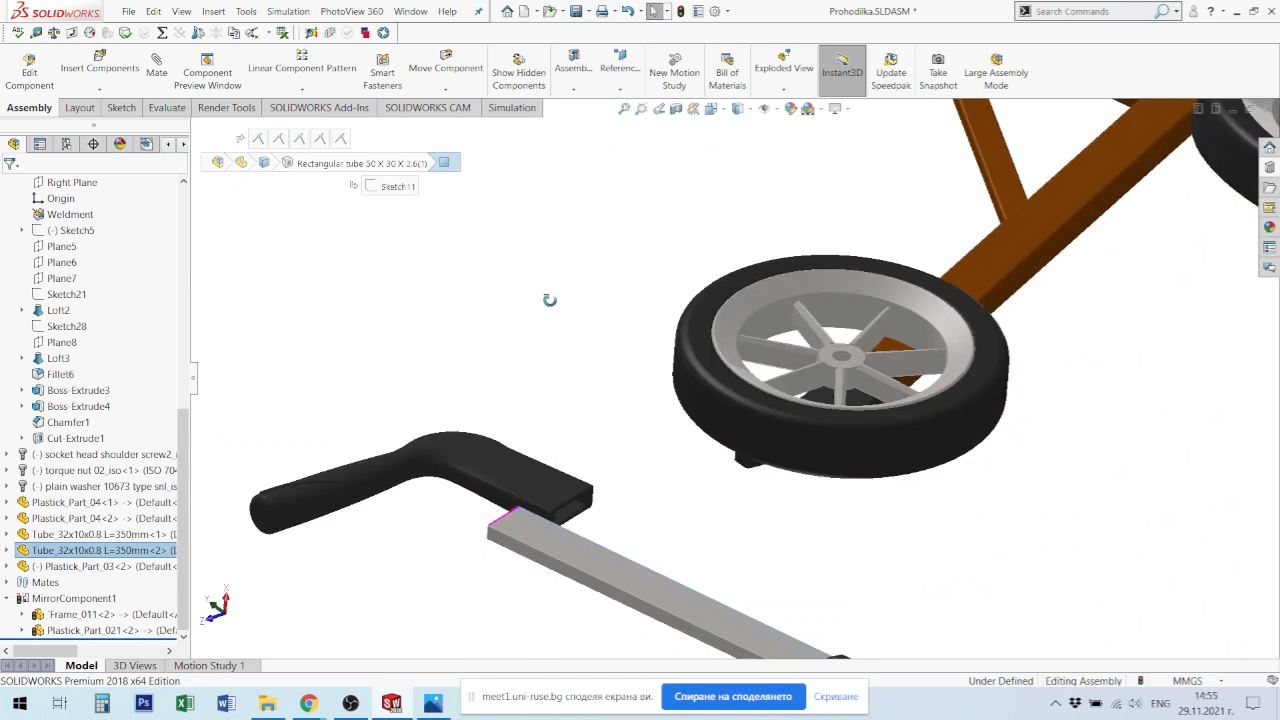 SOLIDWORKS
File Edit View Insert Tools Simulation PhotoView 360 Window Help
Prohodilka.SLDASM *
Search Commands
Edit Component
Insert Components
Mate
Component Preview Window
Linear Component Pattern
Smart Fasteners
Move Component
Show Hidden Components
Assemb...
Referenc...
New Motion Study
Bill of Materials
Exploded View
Instant3D
Update Speedpak
Take Snapshot
Large Assembly Mode
Assembly Layout Sketch Evaluate Render Tools SOLIDWORKS Add-Ins SOLIDWORKS CAM Simulation
Rectangular tube 50 X 30 X 2.6(1)
Sketch11
Right Plane
Origin
Weldment
(-) Sketch5
Plane5
Plane6
Plane7
Sketch21
Loft2
Sketch28
Plane8
Loft3
Fillet6
Boss-Extrude3
Boss-Extrude4
Chamfer1
Cut-Extrude1
(-) socket head shoulder screw2_
(-) torque nut 02_iso<1> (ISO 704
(-) plain washer 10673 type snl_is
Plastick_Part_04<1> (Default<
Plastick_Part_04<2> (Default<
Tube_32x10x0.8 L=350mm<1> (
Tube_32x10x0.8 L=350mm<2> (D
(-) Plastick_Part_03<2> (Default<
Mates
MirrorComponent1
Frame_011<2> -> (Default<
Plastick_Part_021<2> -> (Defa
X
Y
Z
Model 3D Views Motion Study 1
SOLIDWORKS Premium 2018 x64 Edition
Under Defined Editing Assembly MMGS
meet1.uni-ruse.bg споделя екрана ви. Спиране на споделянето Скриване
ENG
14:55
29.11.2021 г.